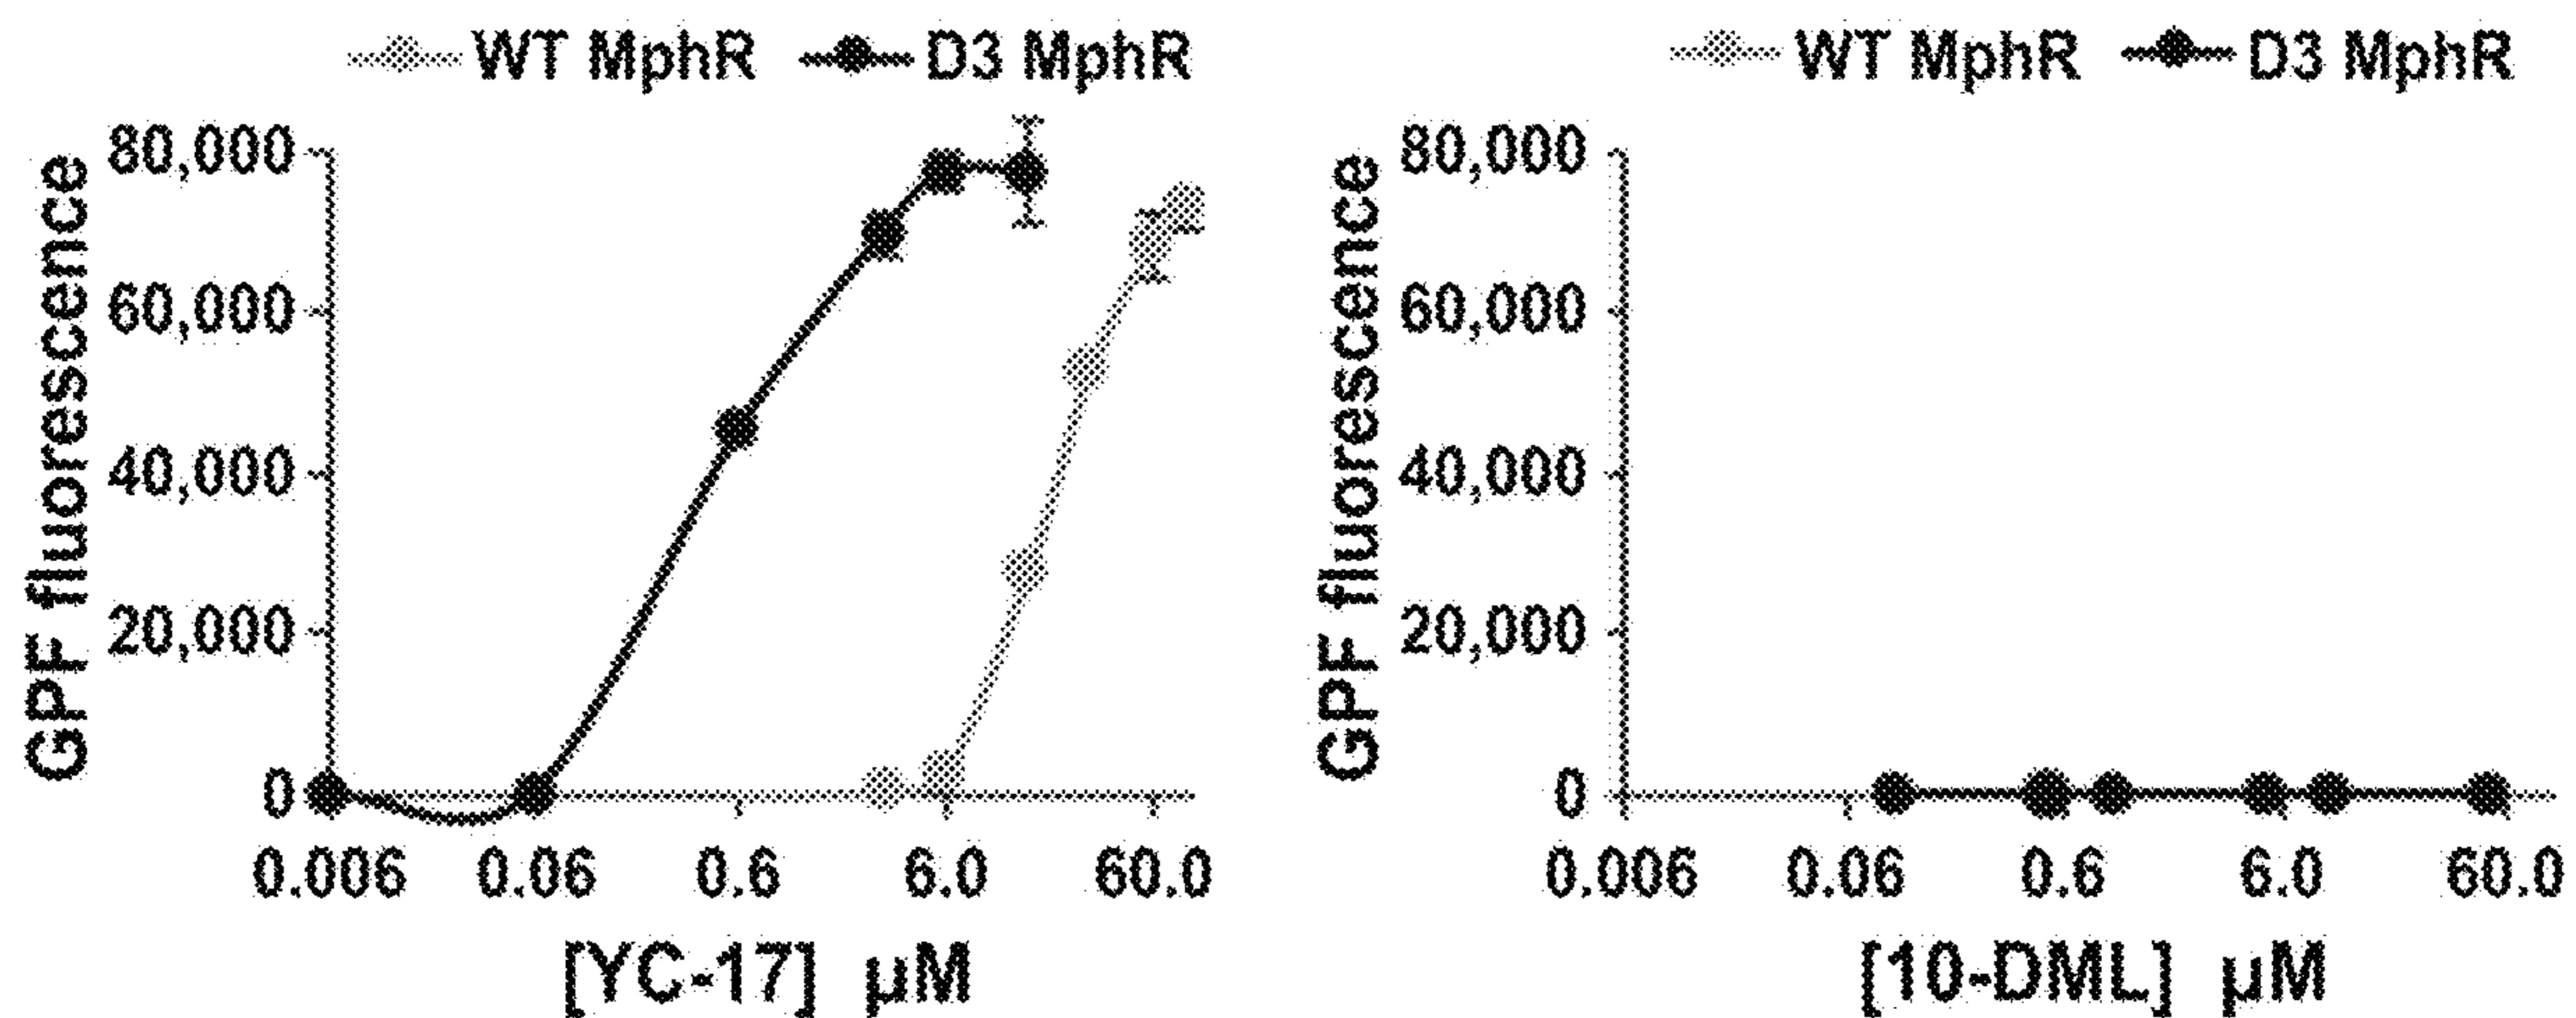 WT MphR D3 MphR
GPF fluorescence
80,000
60,000
40,000
20,000
0
0.006 0.06 0.6 6.0 60.0
[YC-17] µM
WT MphR D3 MphR
GPF fluorescence
80,000
60,000
40,000
20,000
0
0.006 0.06 0.6 6.0 60.0
[10-DML] µM